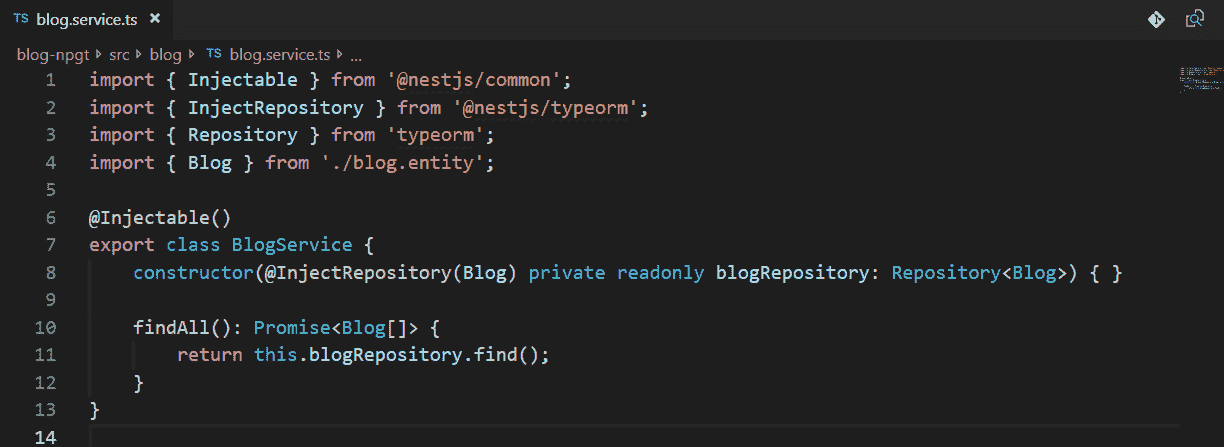 TS blog.service.ts ×
blog-npgt › src › blog › TS blog.service.ts › ...
1 import { Injectable } from '@nestjs/common';
2 import { InjectRepository } from '@nestjs/typeorm';
3 import { Repository } from 'typeorm';
4 import { Blog } from './blog.entity';
5
6 @Injectable()
7 export class BlogService {
8     constructor(@InjectRepository(Blog) private readonly blogRepository: Repository<Blog>) { }
9
10     findAll(): Promise<Blog[]> {
11         return this.blogRepository.find();
12     }
13 }
14